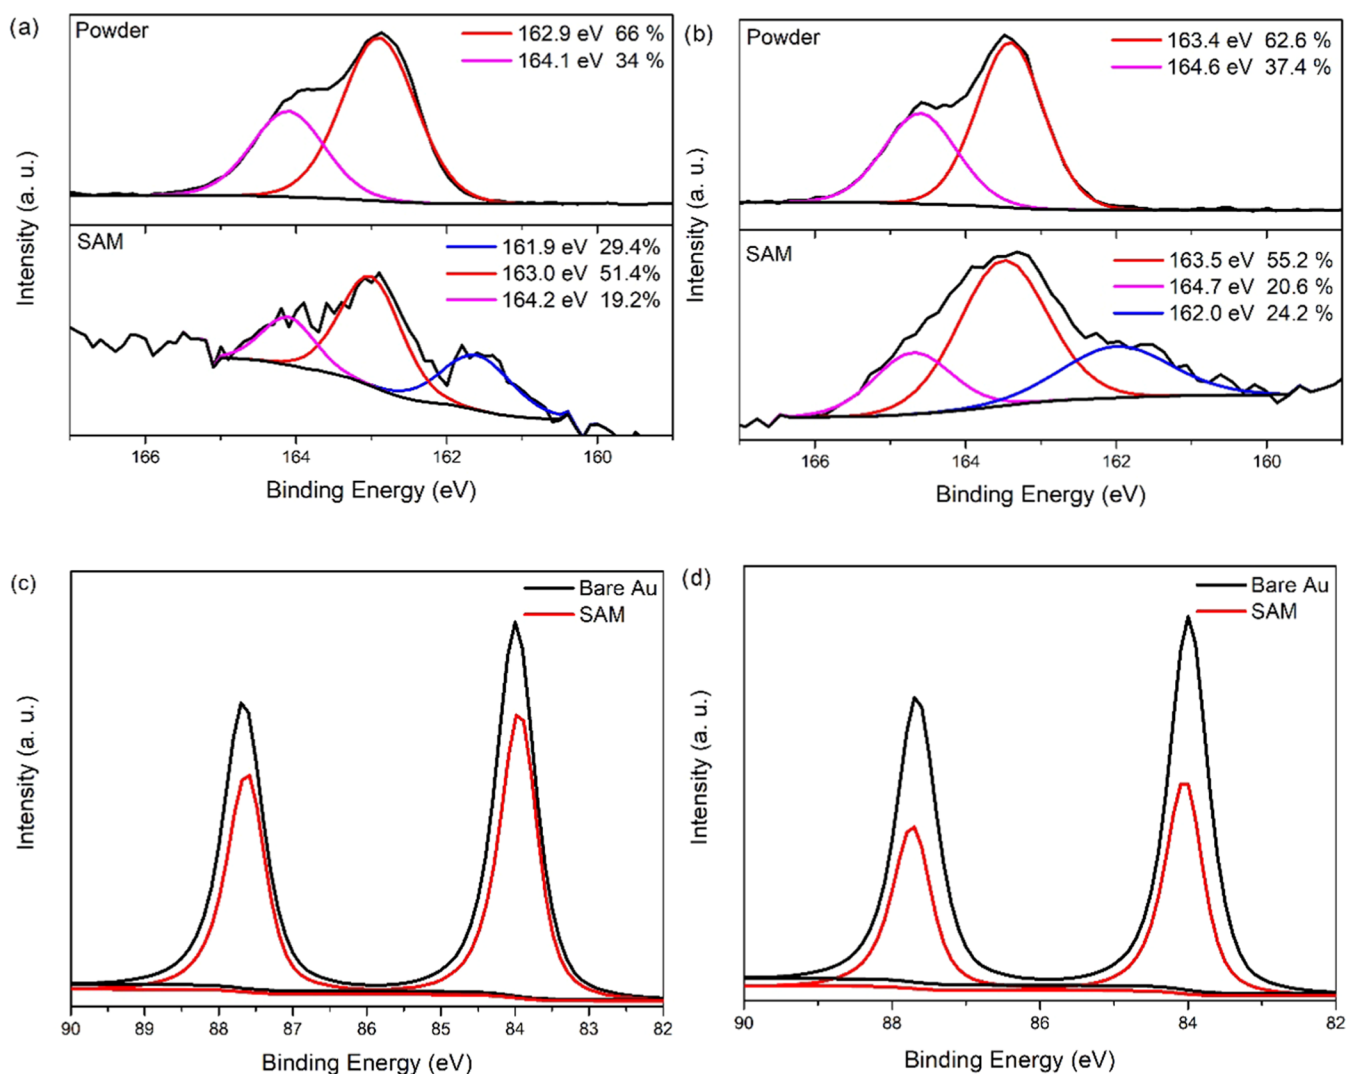 (a)
Powder
162.9 eV 66 %
164.1 eV 34 %
SAM
161.9 eV 29.4%
163.0 eV 51.4%
164.2 eV 19.2%
Intensity (a. u.)
166
164
162
160
Binding Energy (eV)
(b)
Powder
163.4 eV 62.6 %
164.6 eV 37.4 %
SAM
163.5 eV 55.2 %
164.7 eV 20.6 %
162.0 eV 24.2 %
Intensity (a. u.)
166
164
162
160
Binding Energy (eV)
(c)
Bare Au
SAM
Intensity (a. u.)
90
89
88
87
86
85
84
83
82
Binding Energy (eV)
(d)
Bare Au
SAM
Intensity (a. u.)
90
88
86
84
82
Binding Energy (eV)